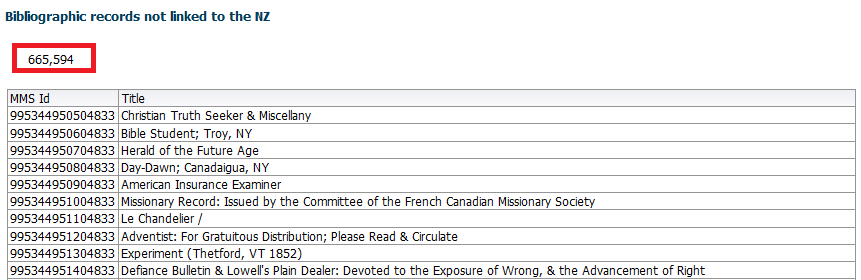 Bibliographic records not linked to the NZ
665,594
MMS Id Title
995344950504833 Christian Truth Seeker & Miscellany
995344950604833 Bible Student; Troy, NY
995344950704833 Herald of the Future Age
995344950804833 Day-Dawn; Canadaigua, NY
995344950904833 American Insurance Examiner
995344951004833 Missionary Record: Issued by the Committee of the French Canadian Missionary Society
995344951104833 Le Chandelier /
995344951204833 Adventist: For Gratuitous Distribution; Please Read & Circulate
995344951304833 Experiment (Thetford, VT 1852)
995344951404833 Defiance Bulletin & Lowell's Plain Dealer: Devoted to the Exposure of Wrong, & the Advancement of Right